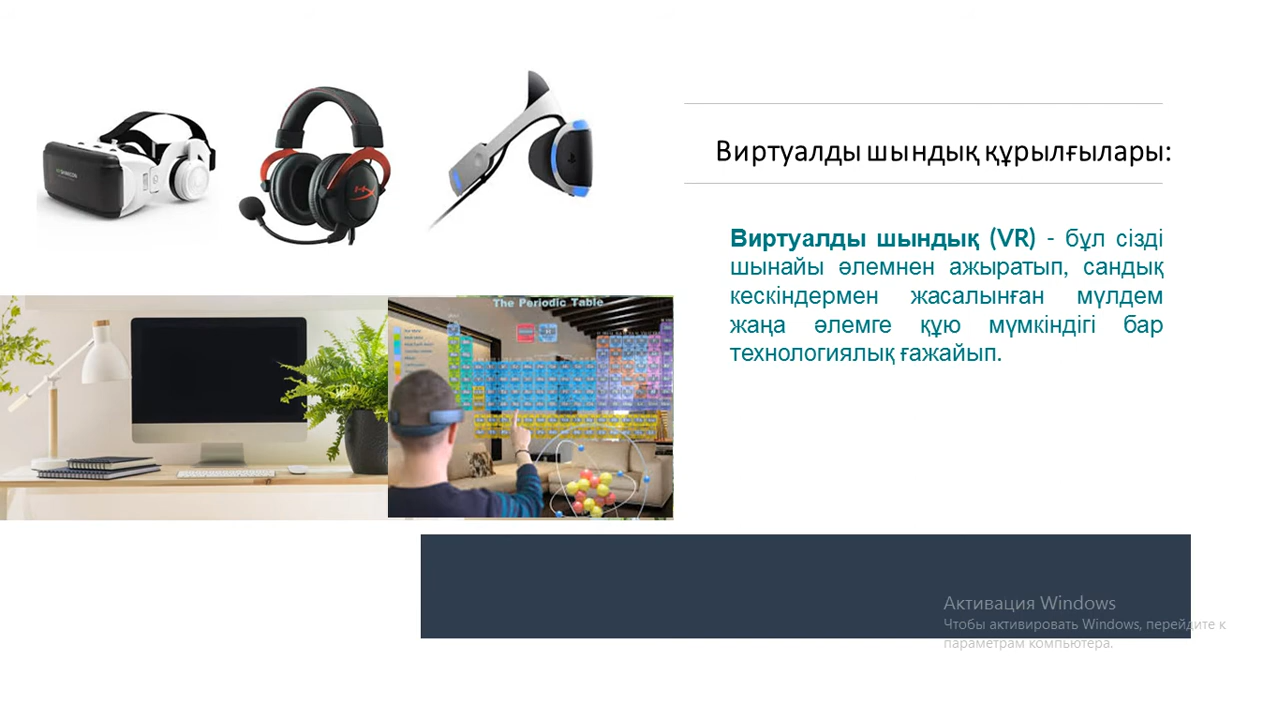 Виртуалды шындық құрылғылары:
Виртуалды шындық (VR) - бұл сізді
шынайы әлемнен ажыратып, сандық
кескіндермен жасалынған мүлдем
жаңа әлемге құю мүмкіндігі бар
технологиялық ғажайып.
The Periodic Table
Активация Windows
Чтобы активировать Windows, перейдите к
параметрам компьютера.